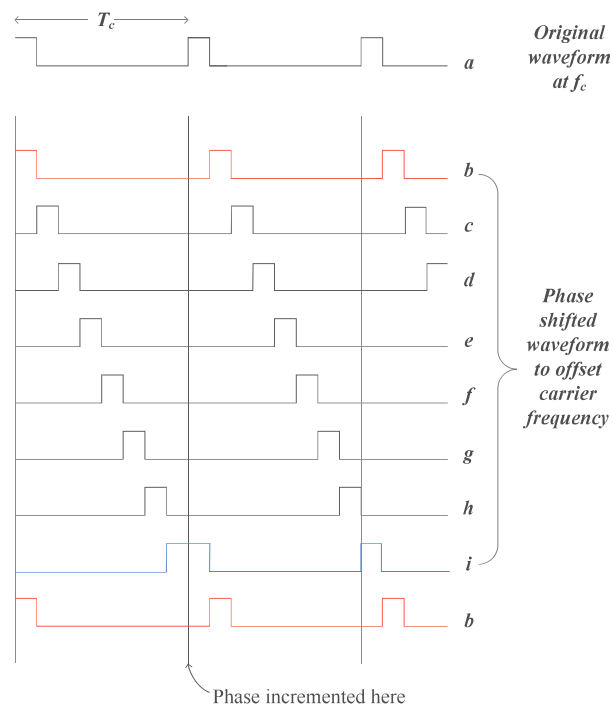 T_c
a
Original
waveform
at f_c
b
c
d
e
f
g
h
i
b
Phase
shifted
waveform
to offset
carrier
frequency
Phase incremented here